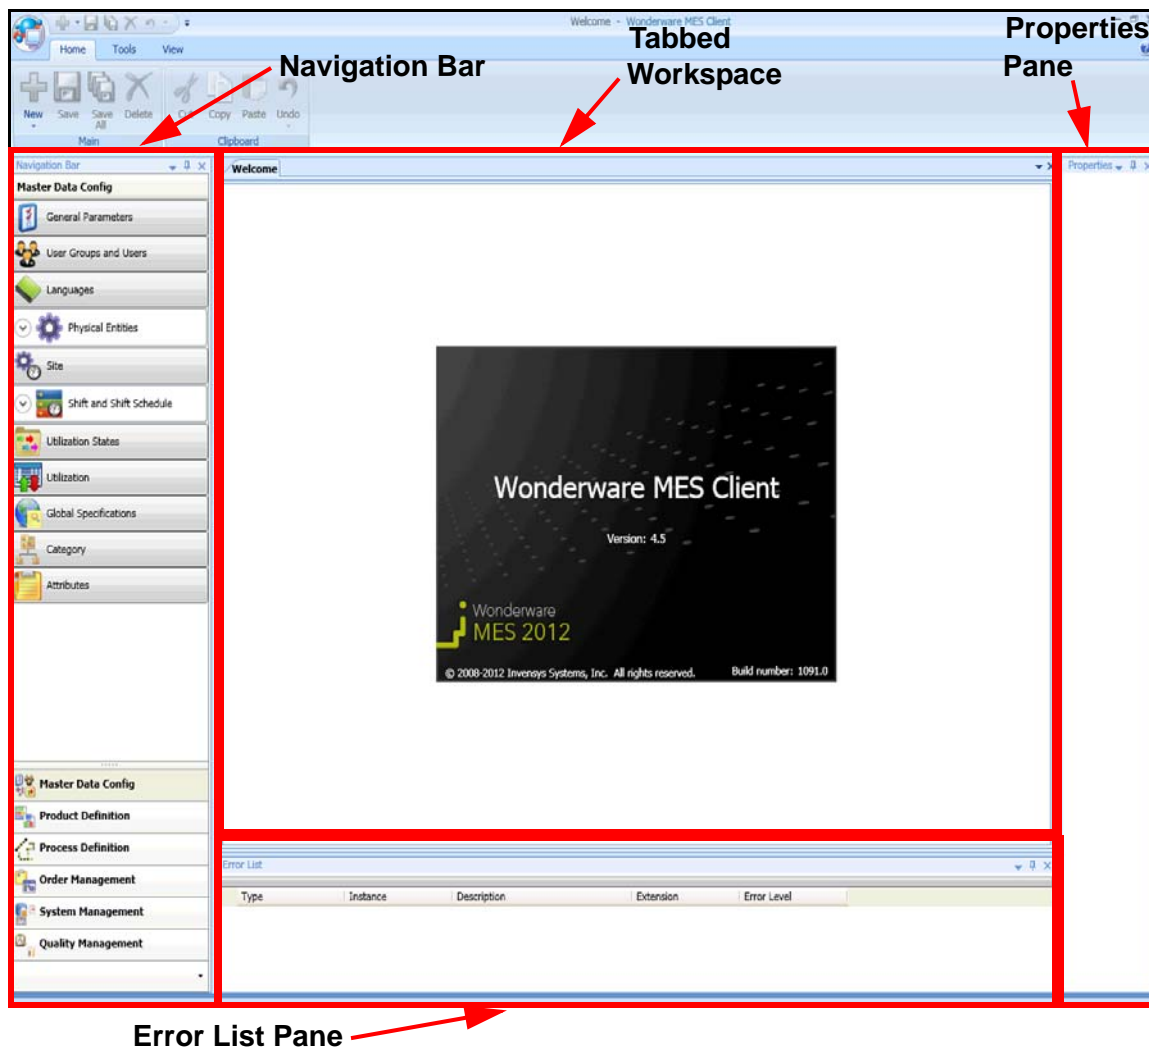 Welcome - Wonderware MES Client
Home Tools View
Navigation Bar
Tabbed
Workspace
Properties
Pane
New Save Save All Delete Cut Copy Paste Undo
Main Clipboard
Navigation Bar
Master Data Config
General Parameters
User Groups and Users
Languages
Physical Entities
Site
Shift and Shift Schedule
Utilization States
Utilization
Global Specifications
Category
Attributes
Master Data Config
Product Definition
Process Definition
Order Management
System Management
Quality Management
Welcome
Wonderware MES Client
Version: 4.5
Wonderware
MES 2012
© 2008-2012 Invensys Systems, Inc. All rights reserved. Build number: 1091.0
Properties
Error List
Type Instance Description Extension Error Level
Error List Pane